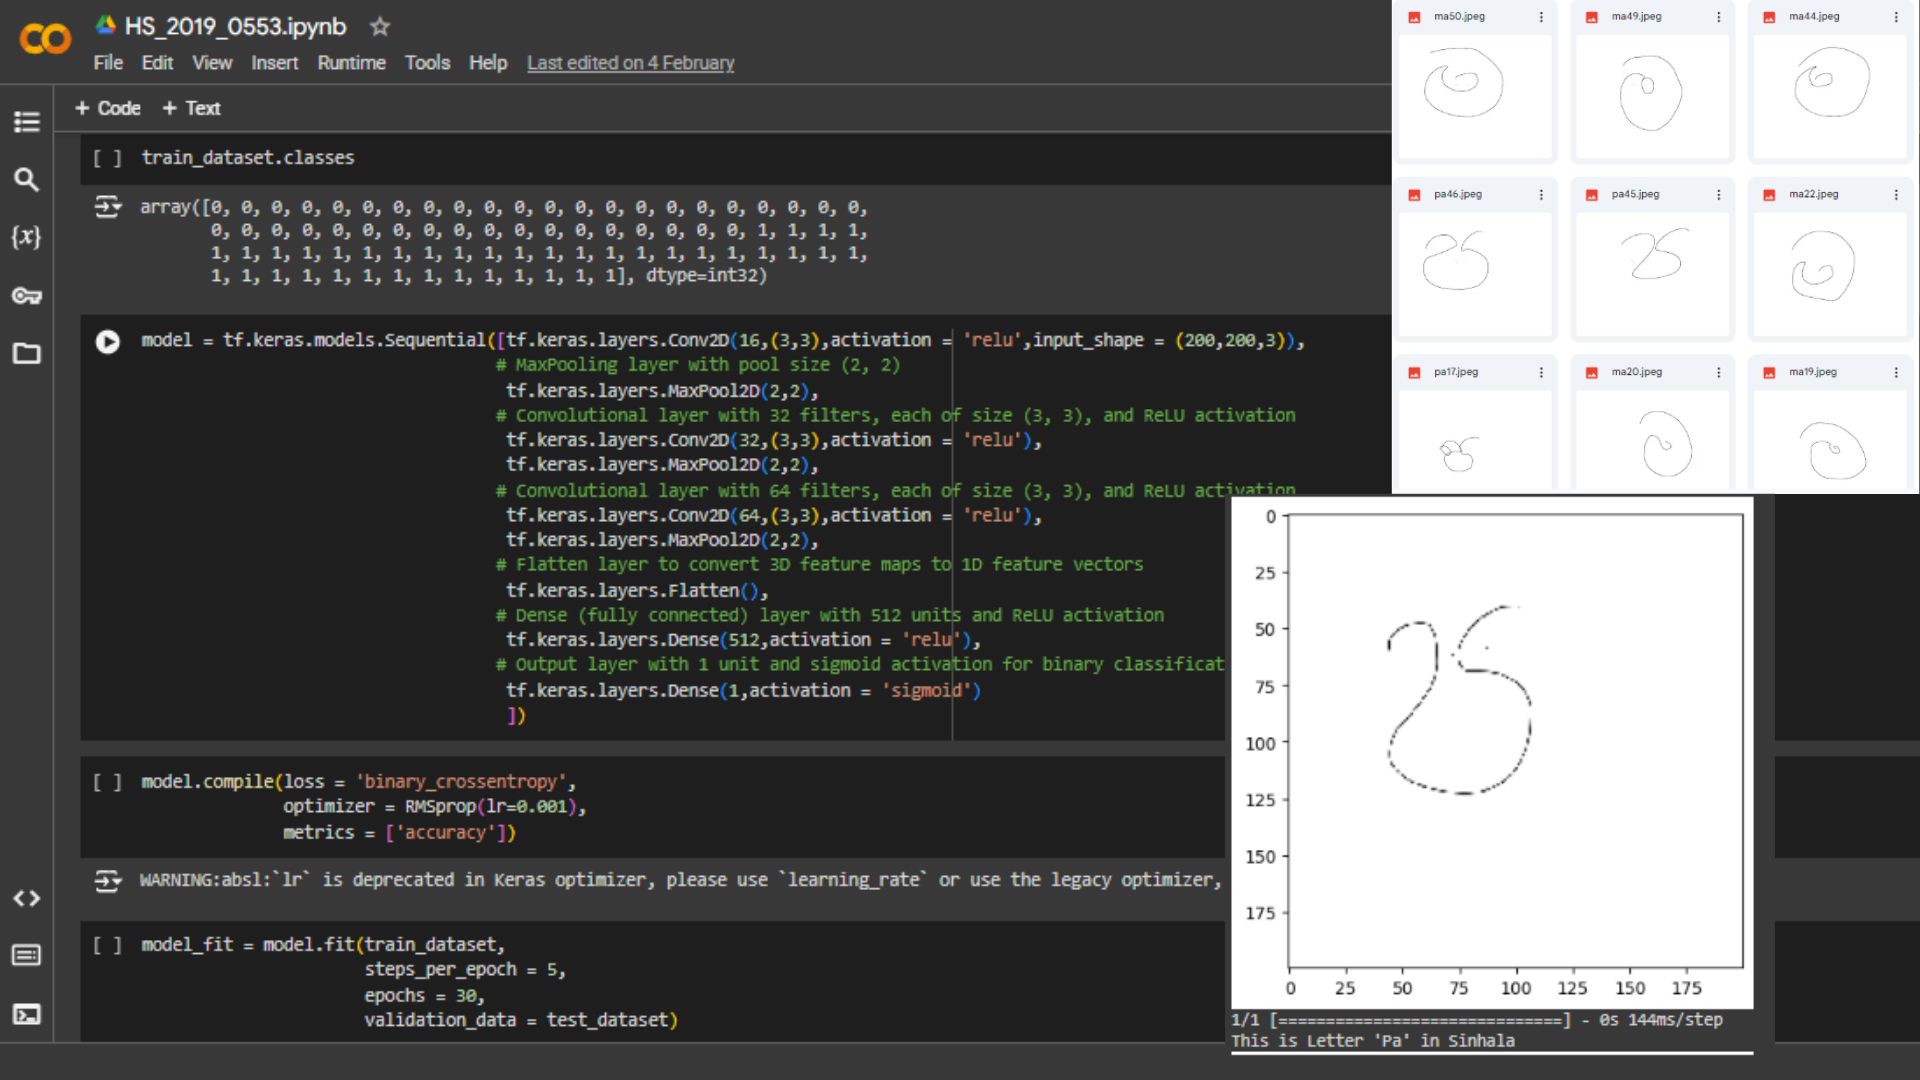 HS_2019_0553.ipynb
File Edit View Insert Runtime Tools Help Last edited on 4 February
+ Code + Text
[ ] train_dataset.classes
array([0, 0, 0, 0, 0, 0, 0, 0, 0, 0, 0, 0, 0, 0, 0, 0, 0, 0, 0, 0, 0, 0,
0, 0, 0, 0, 0, 0, 0, 0, 0, 0, 0, 0, 0, 0, 0, 0, 0, 0, 1, 1, 1, 1,
1, 1, 1, 1, 1, 1, 1, 1, 1, 1, 1, 1, 1, 1, 1, 1, 1, 1, 1, 1, 1, 1,
1, 1, 1, 1, 1, 1, 1, 1, 1, 1, 1, 1, 1, 1], dtype=int32)
model = tf.keras.models.Sequential([tf.keras.layers.Conv2D(16,(3,3),activation = 'relu',input_shape = (200,200,3)),
# MaxPooling layer with pool size (2, 2)
tf.keras.layers.MaxPool2D(2,2),
# Convolutional layer with 32 filters, each of size (3, 3), and ReLU activation
tf.keras.layers.Conv2D(32,(3,3),activation = 'relu'),
tf.keras.layers.MaxPool2D(2,2),
# Convolutional layer with 64 filters, each of size (3, 3), and ReLU activation
tf.keras.layers.Conv2D(64,(3,3),activation = 'relu'),
tf.keras.layers.MaxPool2D(2,2),
# Flatten layer to convert 3D feature maps to 1D feature vectors
tf.keras.layers.Flatten(),
# Dense (fully connected) layer with 512 units and ReLU activation
tf.keras.layers.Dense(512,activation = 'relu'),
# Output layer with 1 unit and sigmoid activation for binary classificat
tf.keras.layers.Dense(1,activation = 'sigmoid')
])
[ ] model.compile(loss = 'binary_crossentropy',
optimizer = RMSprop(lr=0.001),
metrics = ['accuracy'])
WARNING:absl:`lr` is deprecated in Keras optimizer, please use `learning_rate` or use the legacy optimizer,
[ ] model_fit = model.fit(train_dataset,
steps_per_epoch = 5,
epochs = 30,
validation_data = test_dataset)
ma50.jpeg ma49.jpeg ma44.jpeg
pa46.jpeg pa45.jpeg ma22.jpeg
pa17.jpeg ma20.jpeg ma19.jpeg
0
25
50
75
100
125
150
175
0 25 50 75 100 125 150 175
1/1 [==============================] - 0s 144ms/step
This is Letter 'Pa' in Sinhala